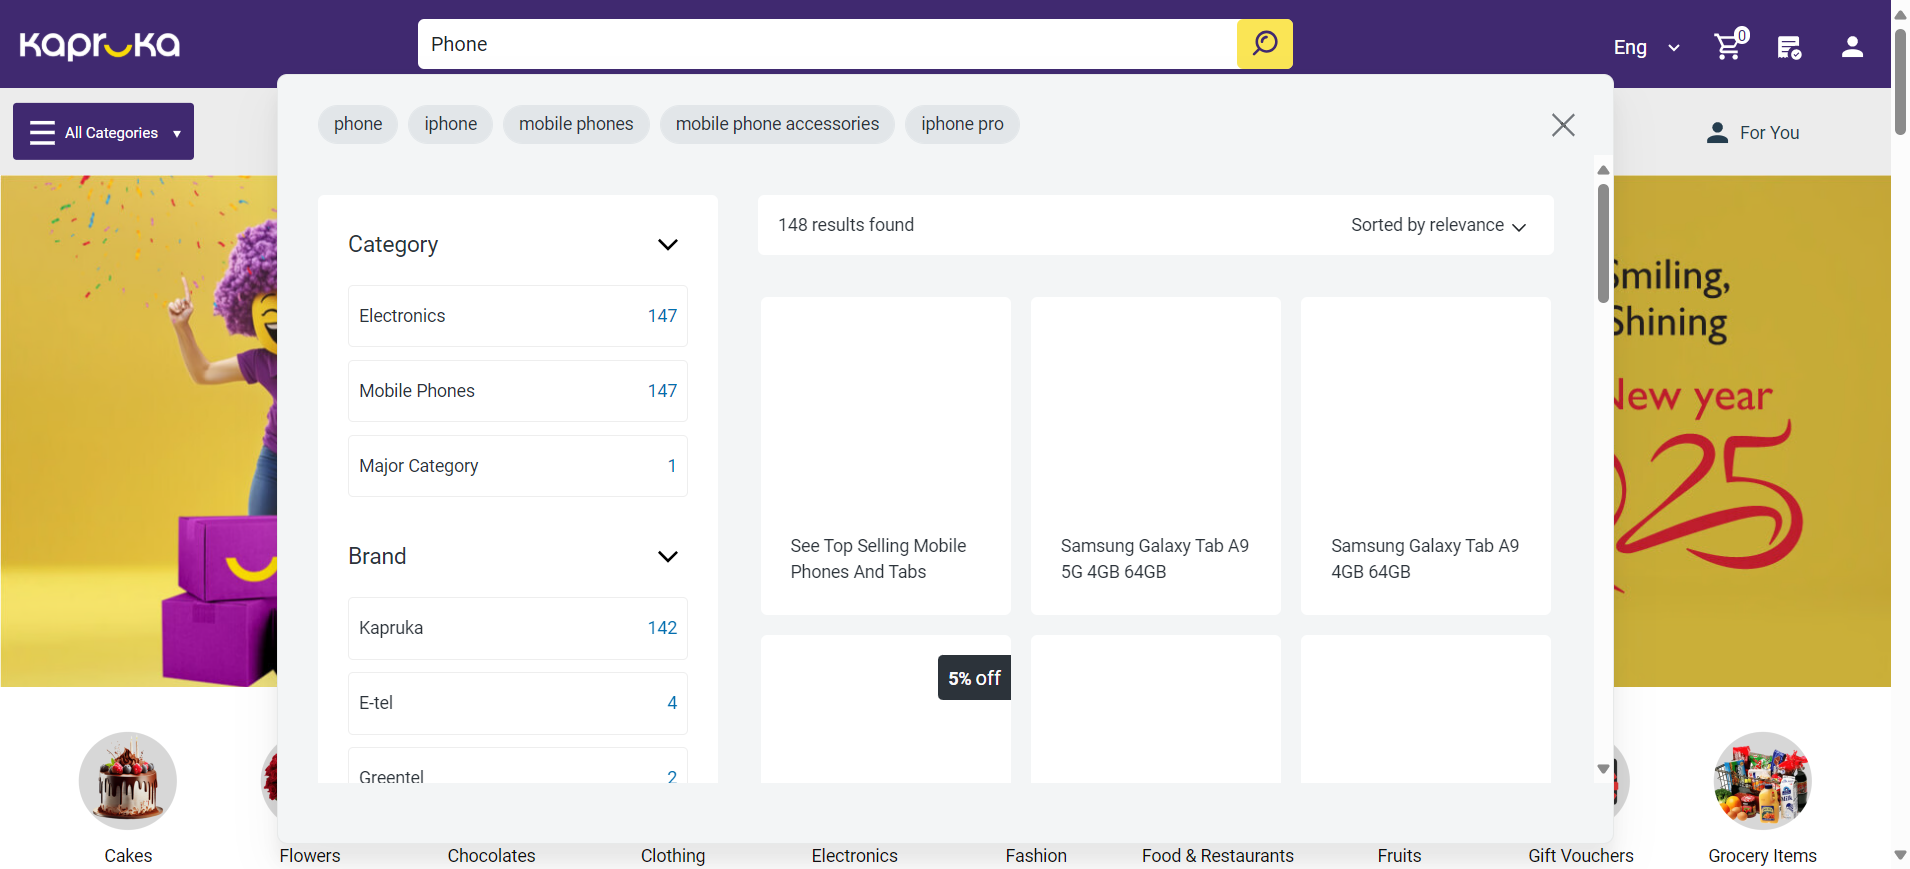 Kapruka
Phone
Eng
0
phone
iphone
mobile phones
mobile phone accessories
iphone pro
All Categories
For You
148 results found
Sorted by relevance
Category
Electronics
147
Mobile Phones
147
Major Category
1
Brand
Kapruka
142
E-tel
4
Greentel
2
See Top Selling Mobile
Phones And Tabs
Samsung Galaxy Tab A9
5G 4GB 64GB
Samsung Galaxy Tab A9
4GB 64GB
5% off
Smiling,
Shining
New year
25
Cakes
Flowers
Chocolates
Clothing
Electronics
Fashion
Food & Restaurants
Fruits
Gift Vouchers
Grocery Items